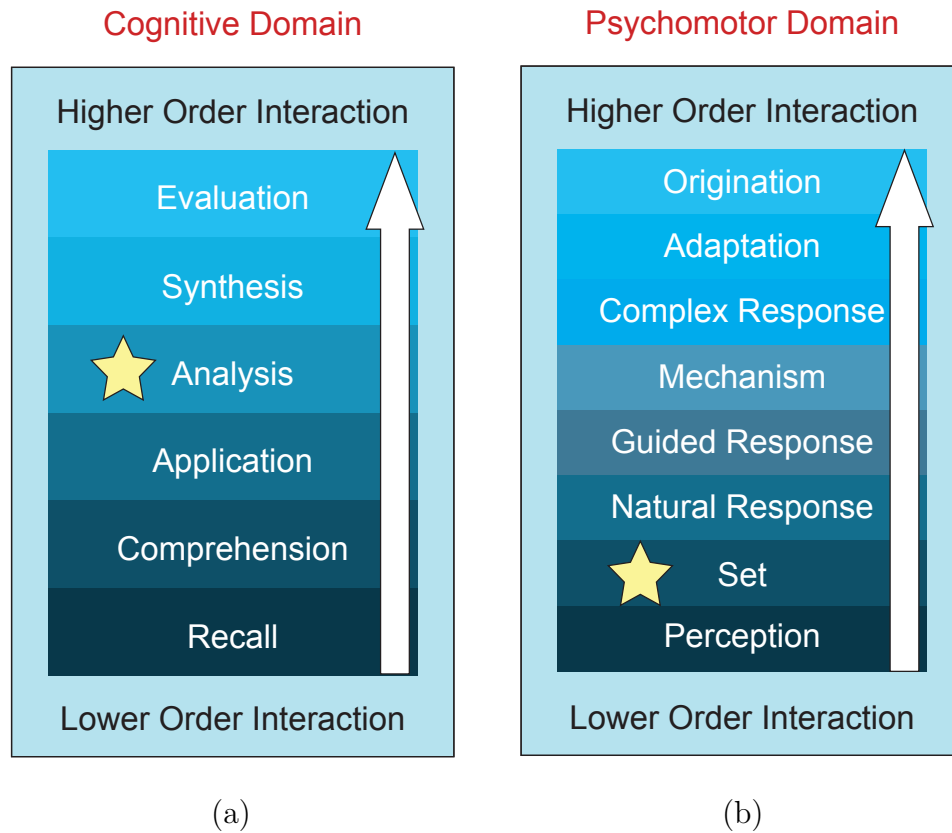 Cognitive Domain
Higher Order Interaction
Evaluation
Synthesis
Analysis
Application
Comprehension
Recall
Lower Order Interaction
(a)
Psychomotor Domain
Higher Order Interaction
Origination
Adaptation
Complex Response
Mechanism
Guided Response
Natural Response
Set
Perception
Lower Order Interaction
(b)